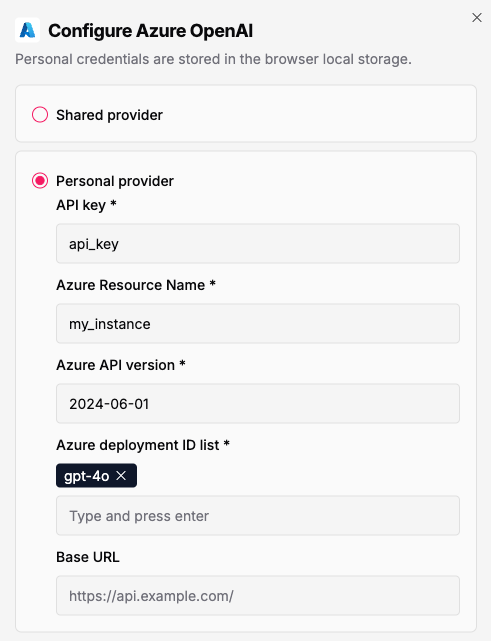 Configure Azure OpenAI
Personal credentials are stored in the browser local storage.
Shared provider
Personal provider
API key *
api_key
Azure Resource Name *
my_instance
Azure API version *
2024-06-01
Azure deployment ID list *
gpt-4o
Type and press enter
Base URL
https://api.example.com/